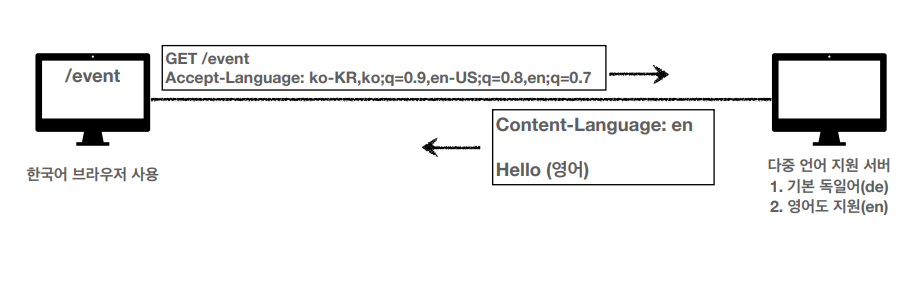 /event
GET /event
Accept-Language: ko-KR,ko;q=0.9,en-US;q=0.8,en;q=0.7
Content-Language: en
Hello (영어)
한국어 브라우저 사용
다중 언어 지원 서버
1. 기본 독일어(de)
2. 영어도 지원(en)